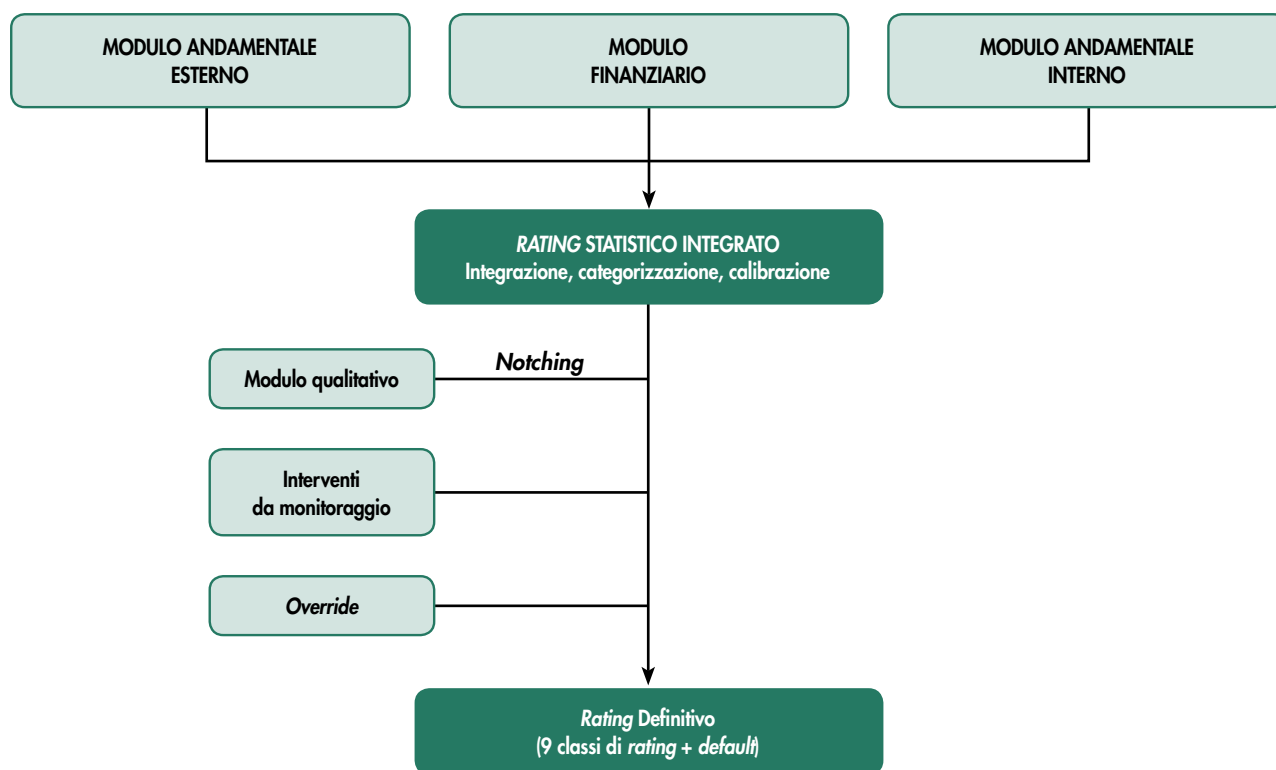 MODULO ANDAMENTALE
ESTERNO
MODULO
FINANZIARIO
MODULO ANDAMENTALE
INTERNO
RATING STATISTICO INTEGRATO
Integrazione, categorizzazione, calibrazione
Notching
Modulo qualitativo
Interventi
da monitoraggio
Override
Rating Definitivo
(9 classi di rating + default)